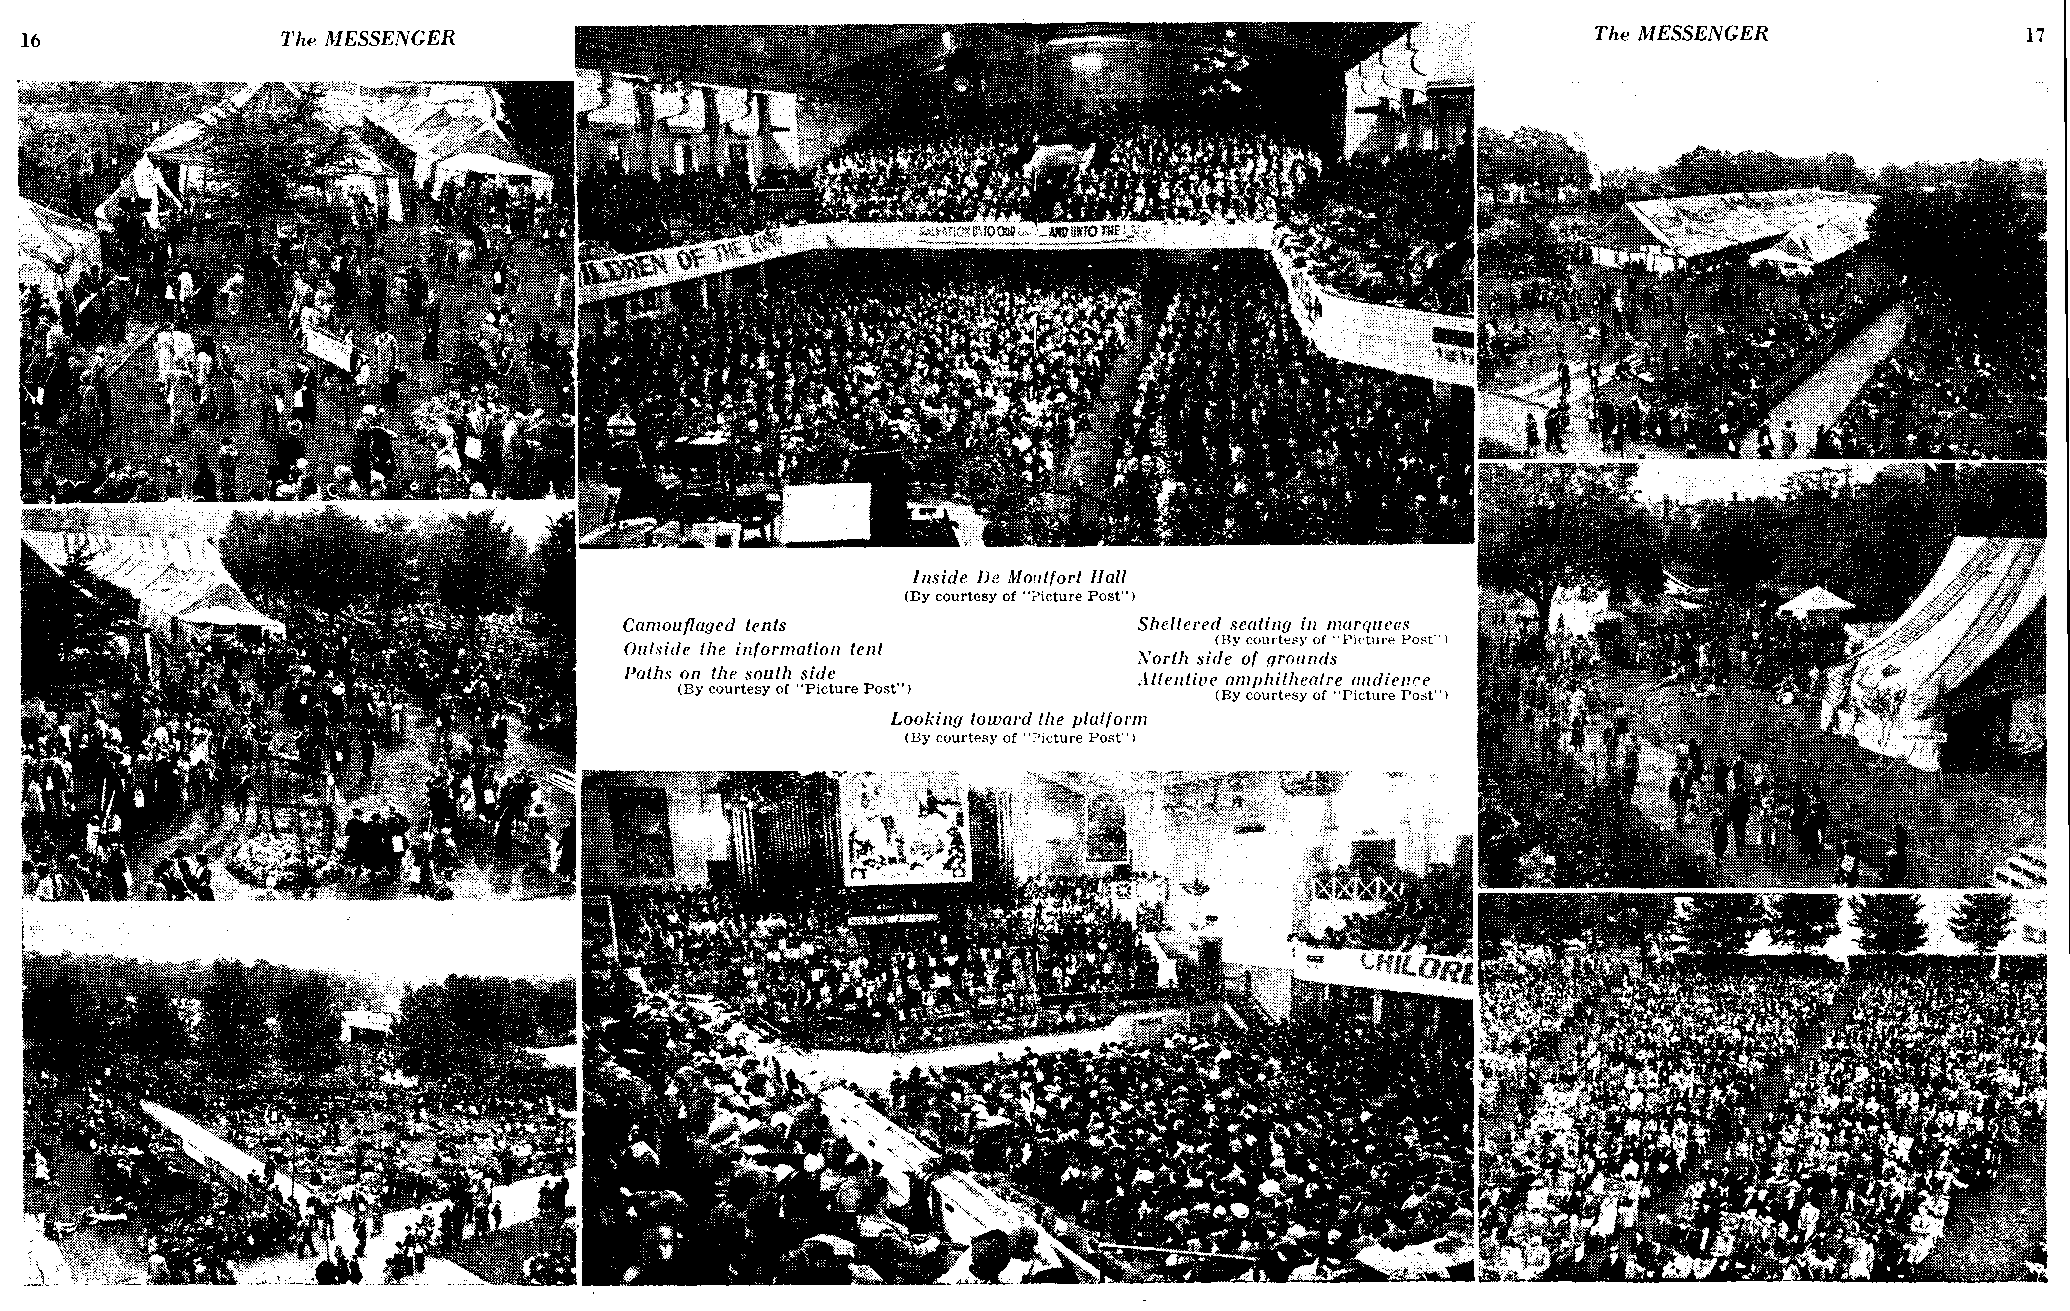 16
The MESSENGER
The MESSENGER
17
ILDREN OF THE
SALVATION UNTO OUR AND UNTO THE
Inside De Montfort Hall
(By courtesy of "Picture Post")
Camouflaged tents
Outside the information tent
Paths on the south side
(By courtesy of "Picture Post")
Sheltered seating in marquees
(By courtesy of "Picture Post")
North side of grounds
Attentive amphitheatre audience
(By courtesy of "Picture Post")
Looking toward the platform
(By courtesy of "Picture Post")
CHILDRE